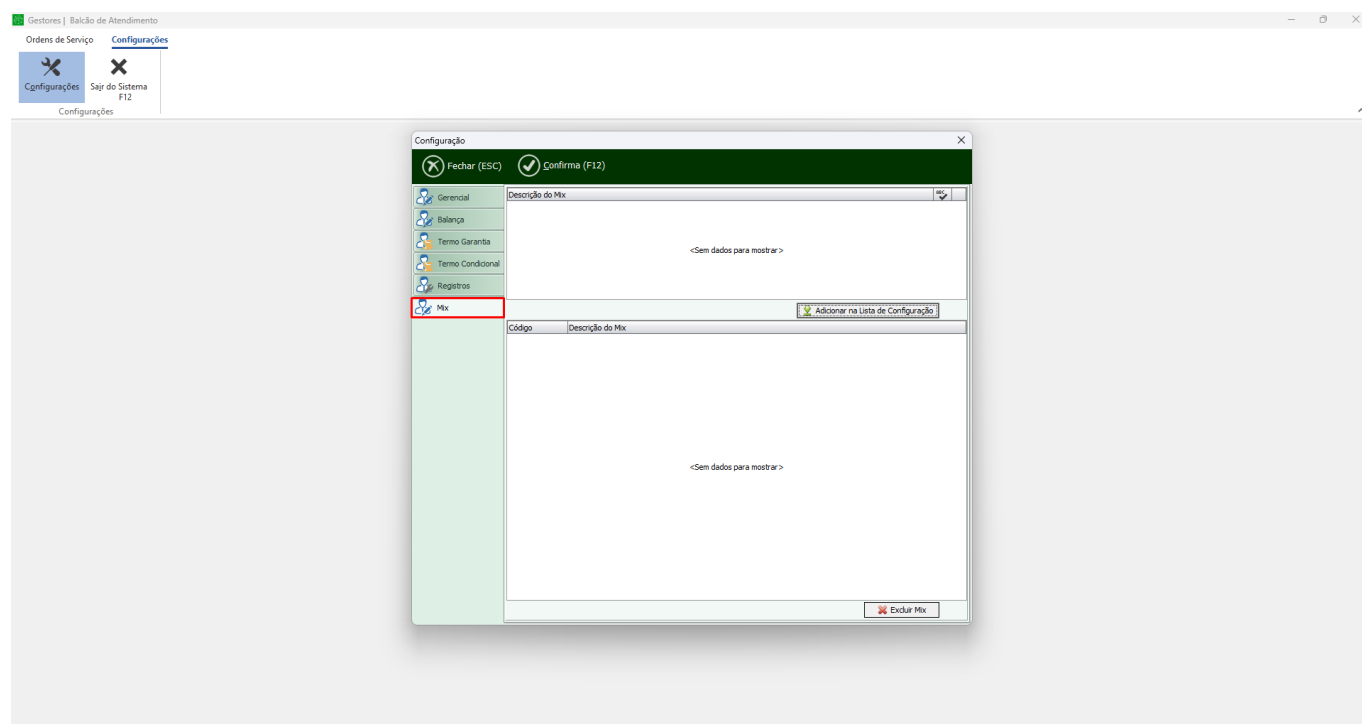 Gestores | Balcão de Atendimento
Ordens de Serviço Configurações
Configurações Sair do Sistema
F12
Configurações
Configuração
Fechar (ESC) Confirma (F12)
Gerencial
Descrição do Mix ABC
Balança
Termo Garantia
<Sem dados para mostrar>
Termo Condicional
Registros
Mix
Adicionar na Lista de Configuração
Código Descrição do Mix
<Sem dados para mostrar>
Excluir Mix